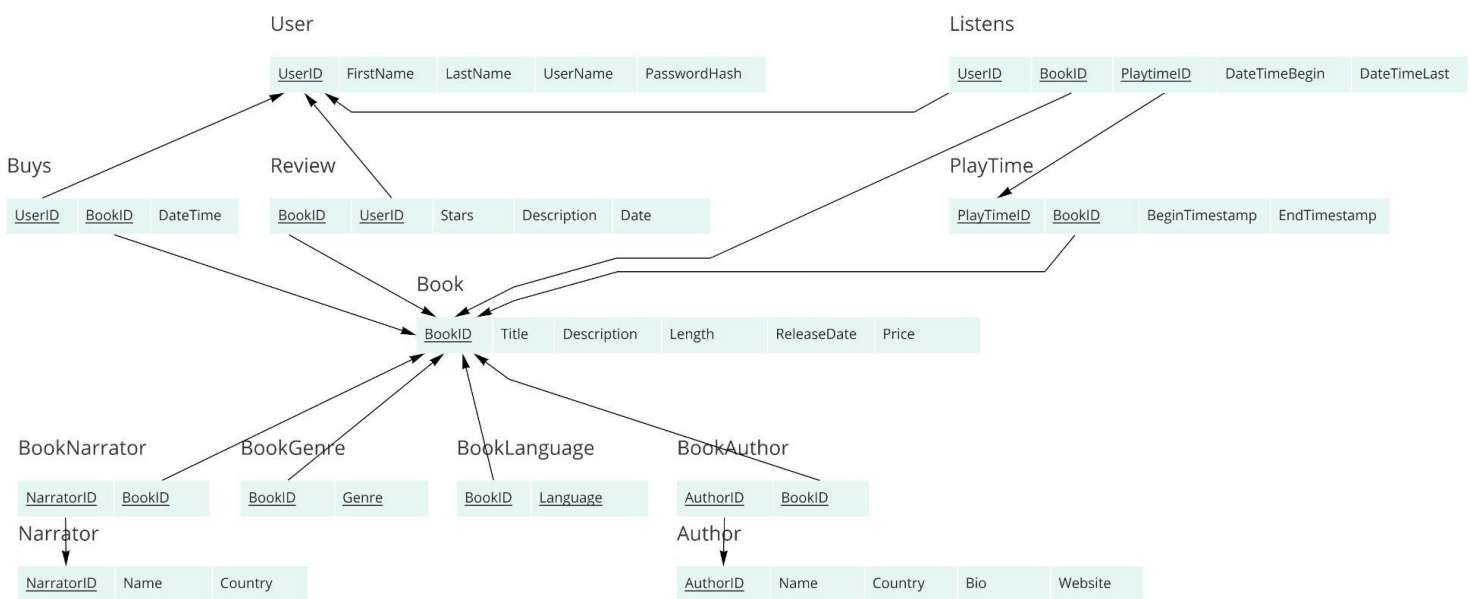 User
Listens
UserID FirstName LastName UserName PasswordHash
UserID BookID PlaytimeID DateTimeBegin DateTimeLast
Buys
Review
PlayTime
UserID BookID DateTime
BookID UserID Stars Description Date
PlayTimeID BookID BeginTimestamp EndTimestamp
Book
BookID Title Description Length ReleaseDate Price
BookNarrator
BookGenre
BookLanguage
BookAuthor
NarratorID BookID
BookID Genre
BookID Language
AuthorID BookID
Narrator
Author
NarratorID Name Country
AuthorID Name Country Bio Website